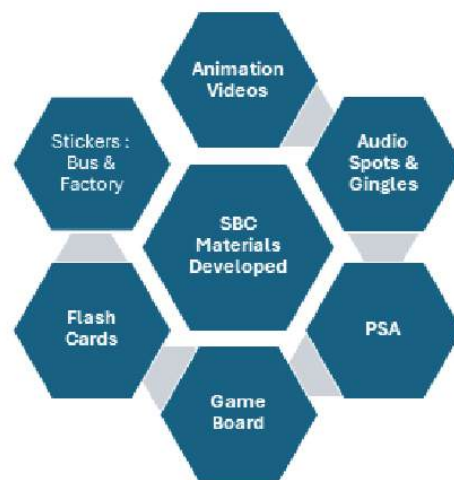 Animation
Videos
Audio
Spots &
Gingles
PSA
Game
Board
Flash
Cards
Stickers :
Bus &
Factory
SBC
Materials
Developed